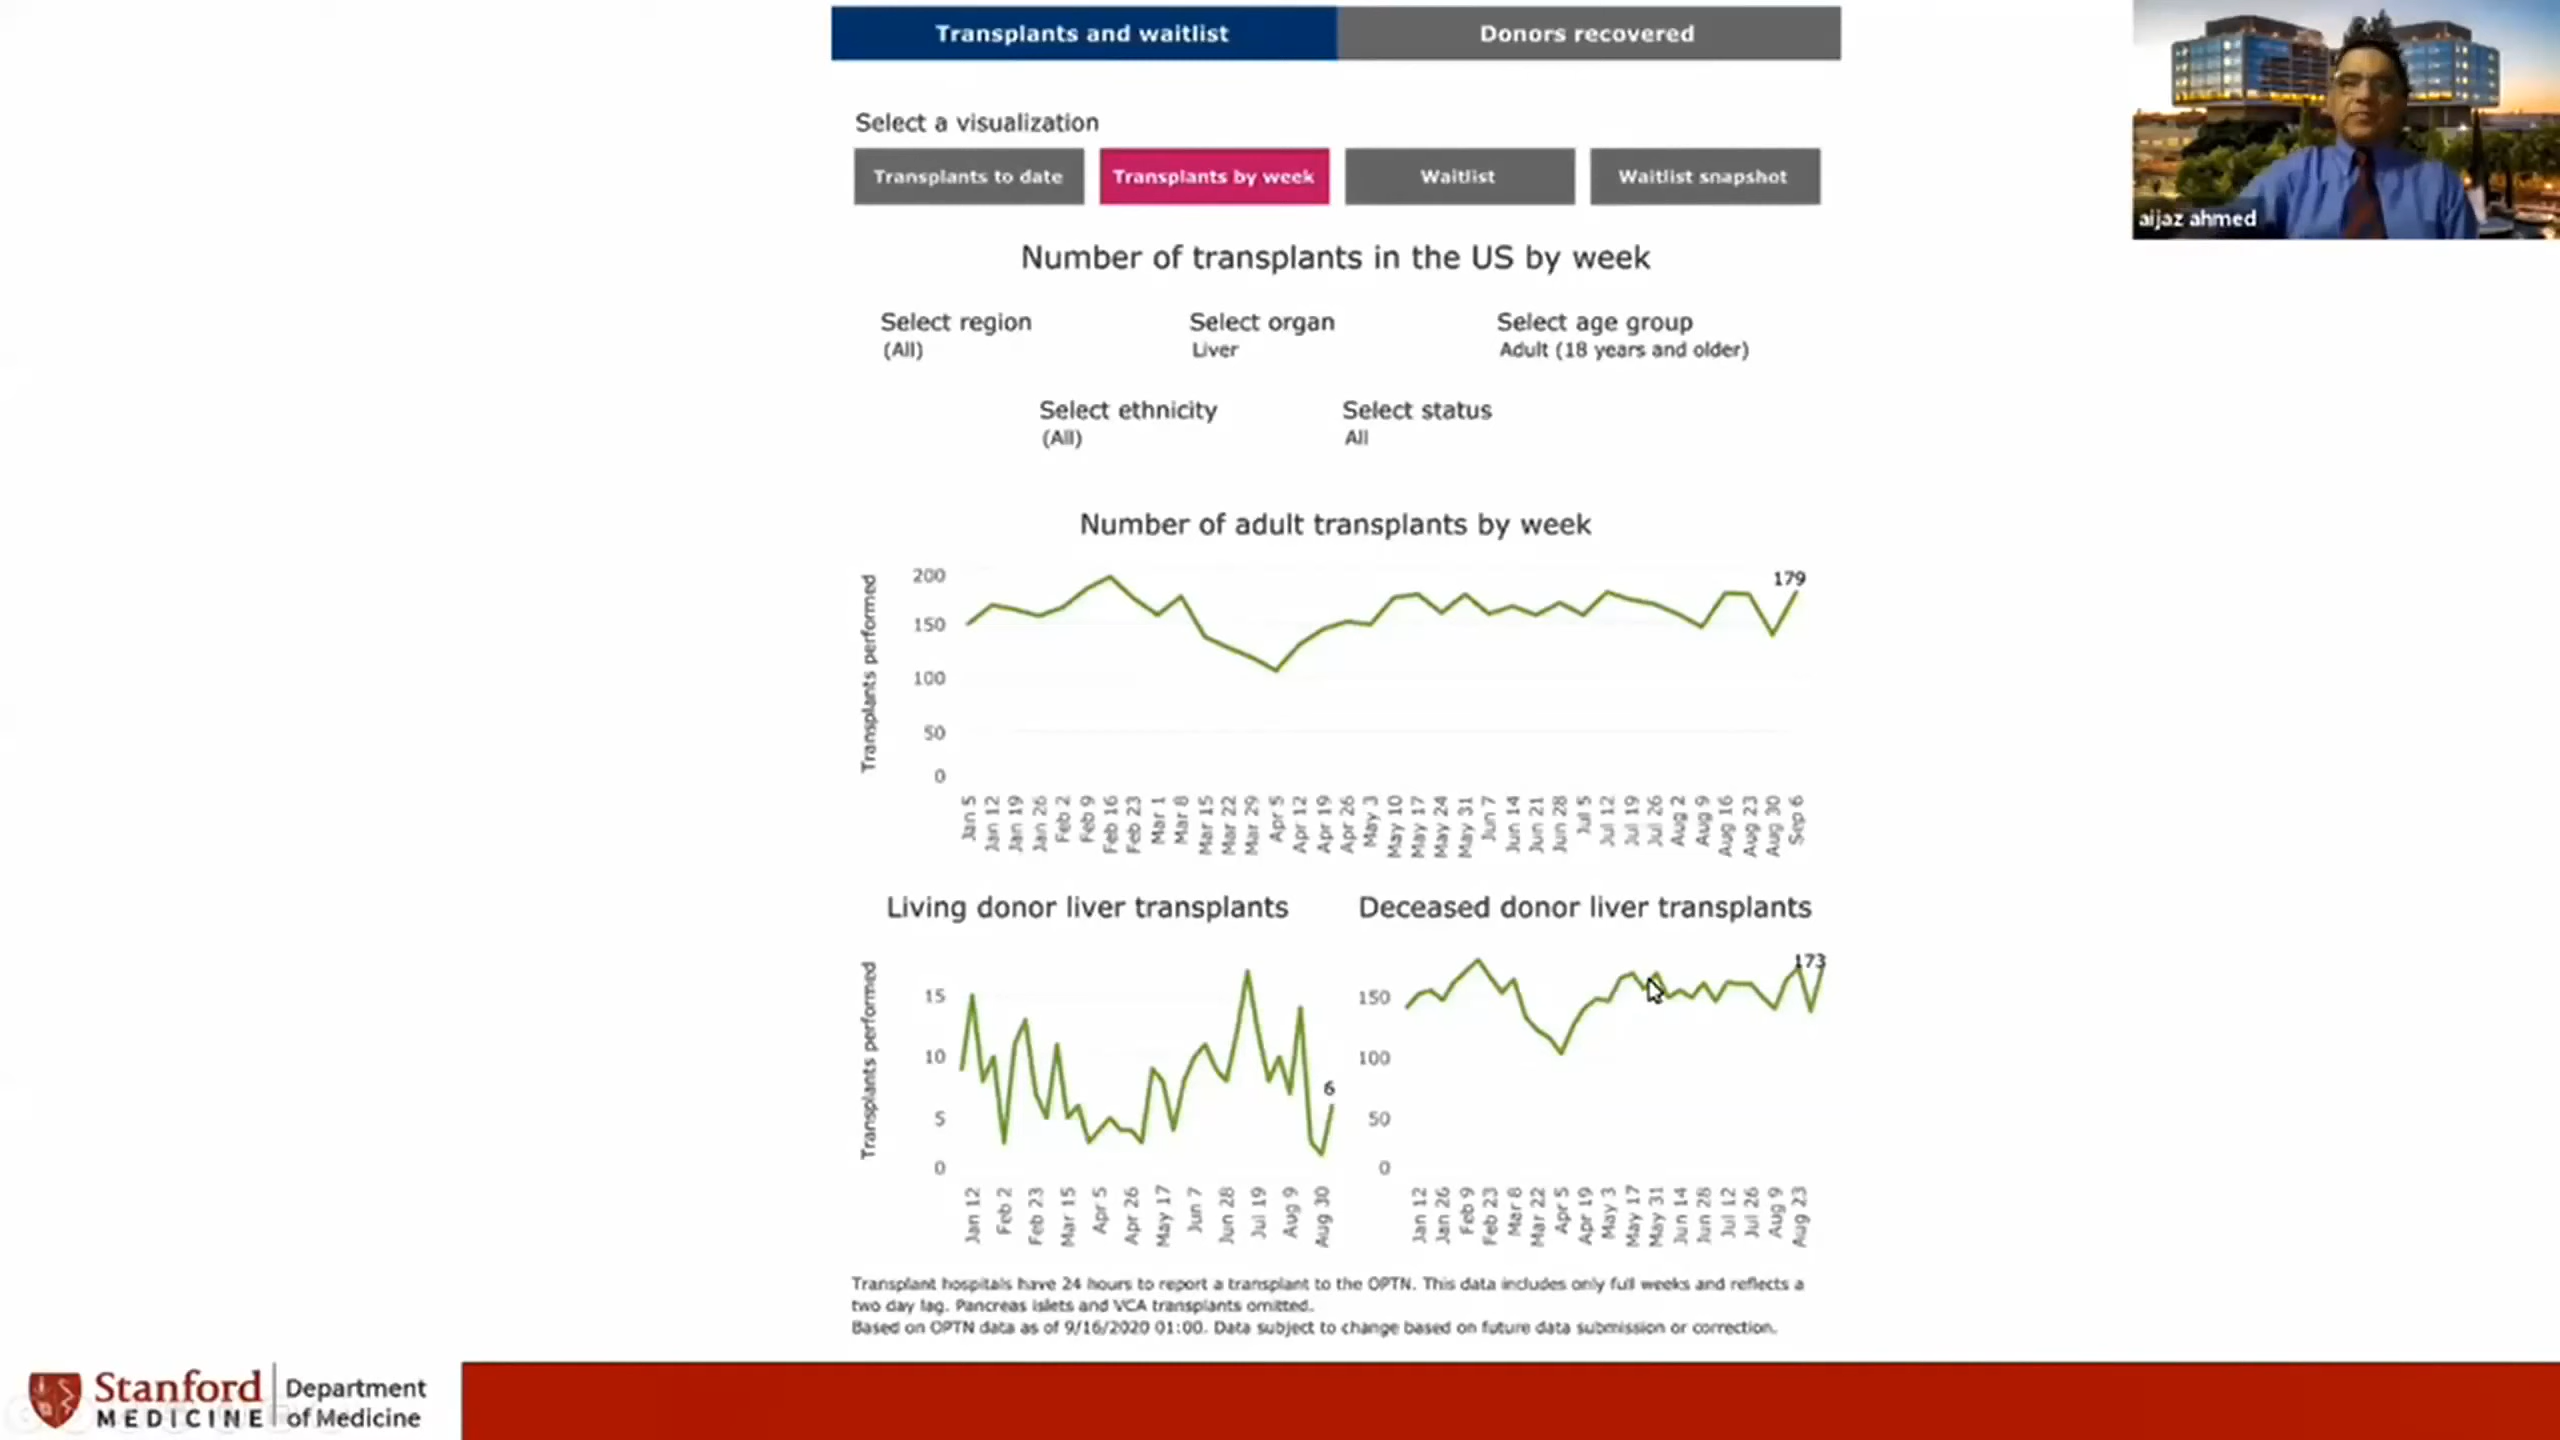 Transplants and waitlist
Donors recovered
aijaz ahmed
Select a visualization
Transplants to date
Transplants by week
Waitlist
Waitlist snapshot
Number of transplants in the US by week
Select region
(All)
Select organ
Liver
Select age group
Adult (18 years and older)
Select ethnicity
(All)
Select status
All
Number of adult transplants by week
Transplants performed
200
150
100
50
0
179
Jan 5
Jan 12
Jan 19
Jan 26
Feb 2
Feb 9
Feb 16
Feb 23
Mar 1
Mar 8
Mar 15
Mar 22
Mar 29
Apr 5
Apr 12
Apr 19
Apr 26
May 3
May 10
May 17
May 24
May 31
Jun 7
Jun 14
Jun 21
Jun 28
Jul 5
Jul 12
Jul 19
Jul 26
Aug 2
Aug 9
Aug 16
Aug 23
Aug 30
Sep 6
Living donor liver transplants
Transplants performed
15
10
5
0
6
Jan 12
Feb 2
Feb 23
Mar 15
Apr 5
Apr 26
May 17
Jun 7
Jun 28
Jul 19
Aug 9
Aug 30
Deceased donor liver transplants
150
100
50
0
173
Jan 12
Jan 26
Feb 9
Feb 23
Mar 8
Mar 22
Apr 5
Apr 19
May 3
May 17
May 31
Jun 14
Jun 28
Jul 12
Jul 26
Aug 9
Aug 23
Transplant hospitals have 24 hours to report a transplant to the OPTN. This data includes only full weeks and reflects a
two day lag. Pancreas islets and VCA transplants omitted.
Based on OPTN data as of 9/16/2020 01:00. Data subject to change based on future data submission or correction.
Stanford
MEDICINE
Department
of Medicine